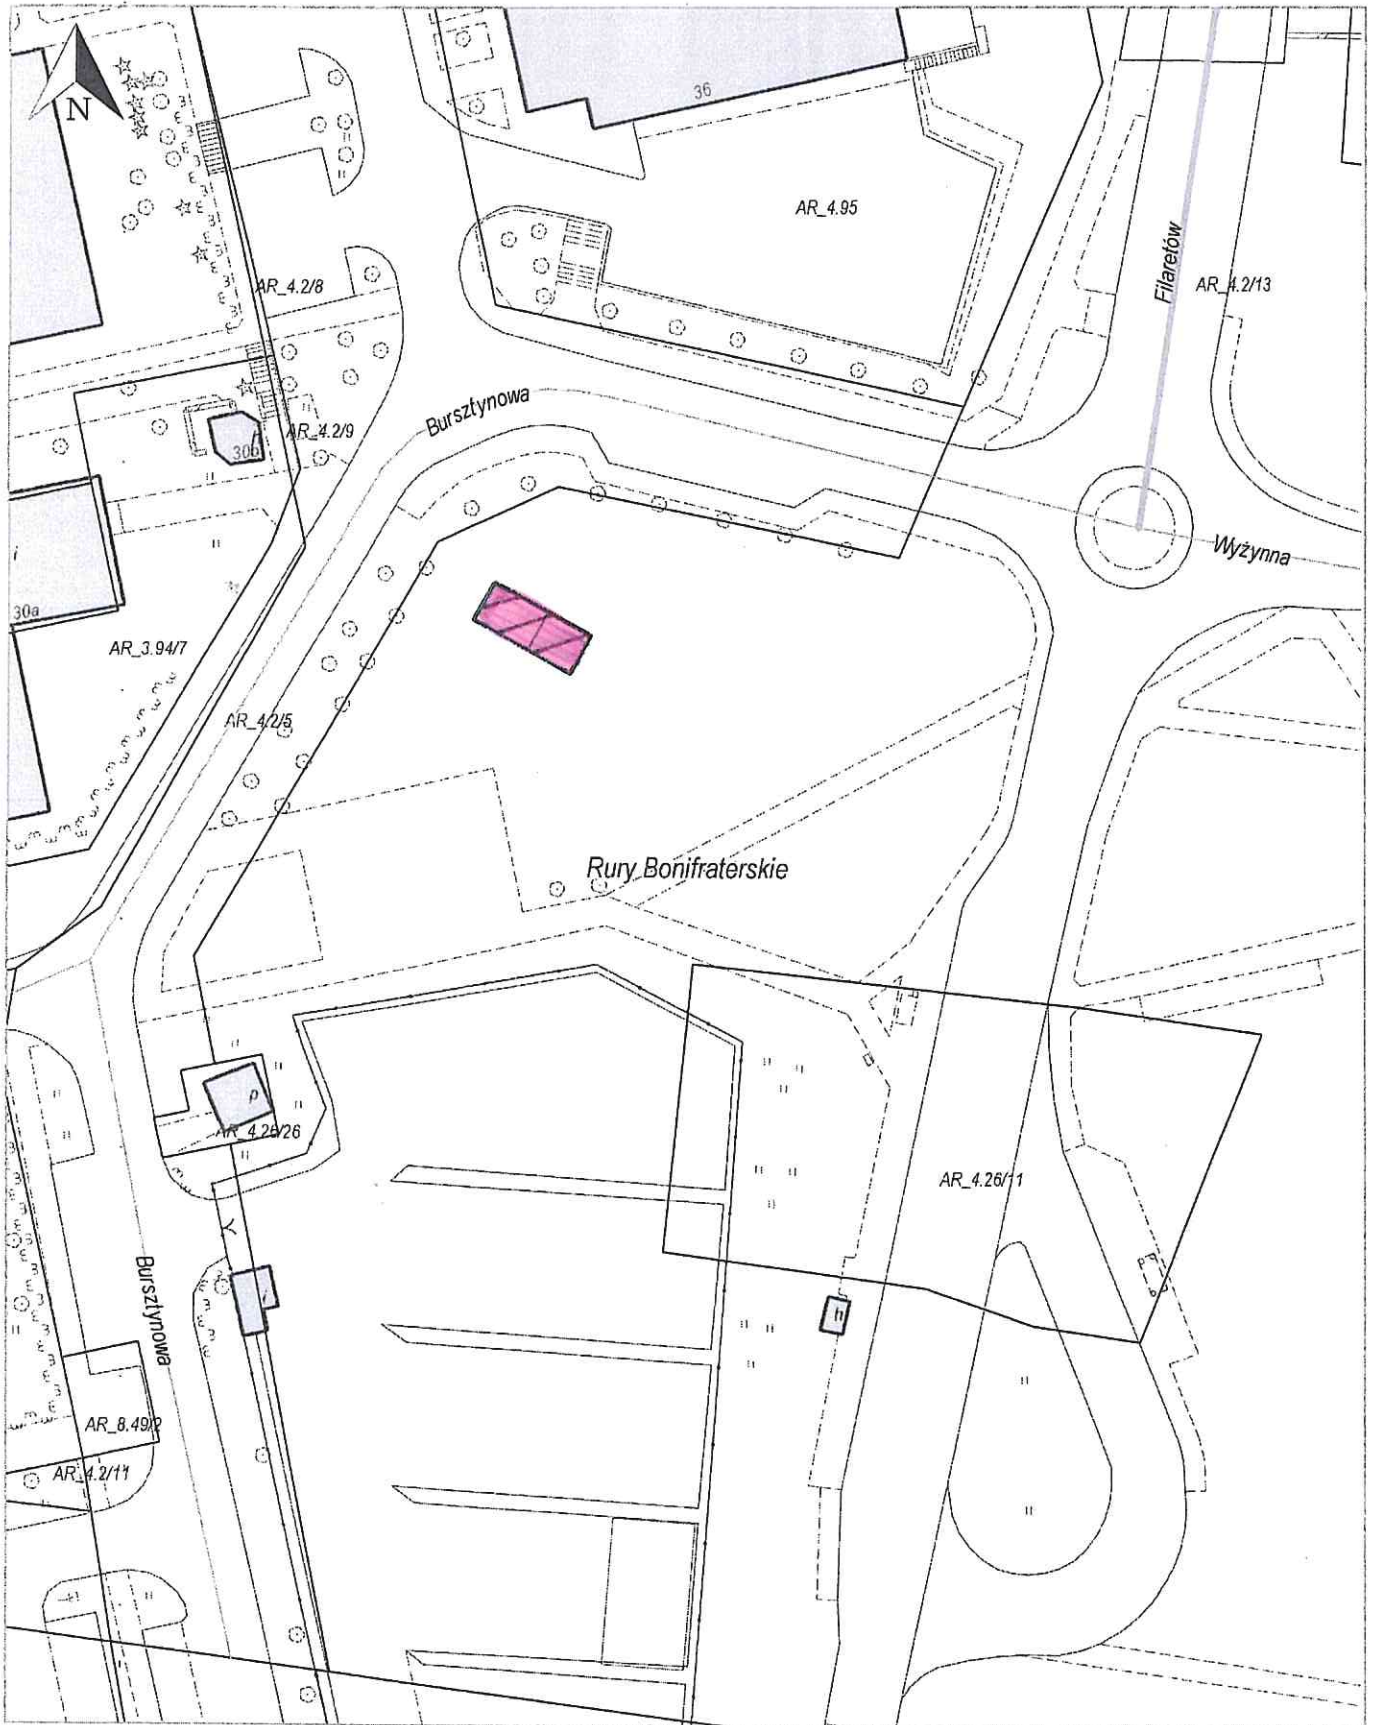 N
36
AR_4.95
Filaretów
AR_4.2/13
AR_4.2/8
Bursztynowa
AR_4.2/9
30b
Wyżynna
i
30a
AR_3.94/7
AR_4.2/5
Rury Bonifraterskie
p
AR_4.26/26
AR_4.26/11
Bursztynowa
i
h
AR_8.49/2
AR_4.2/11